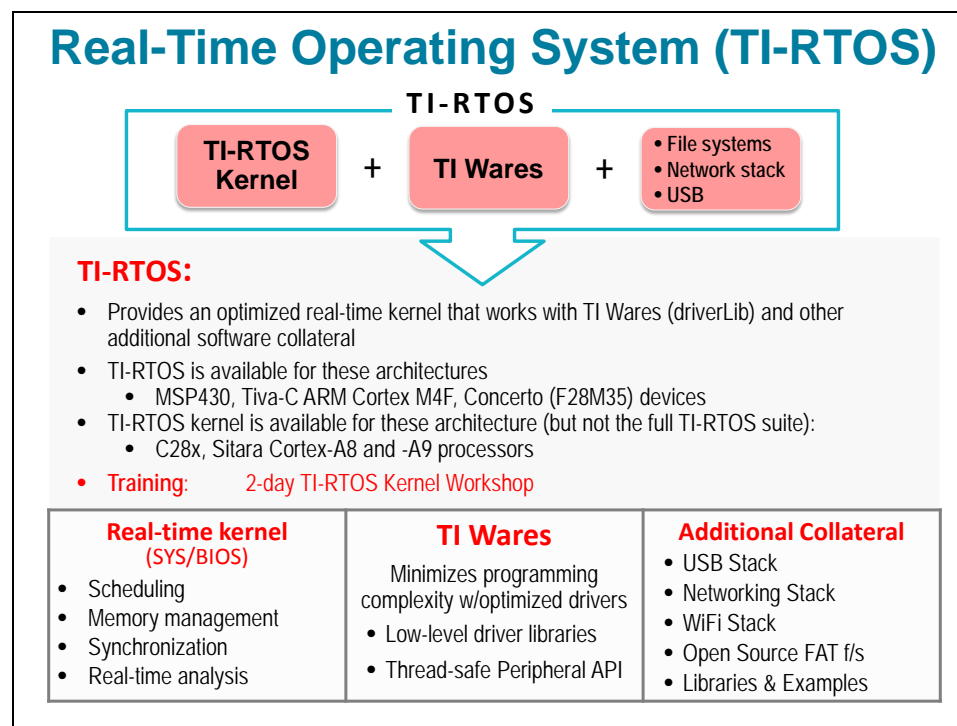 Real-Time Operating System (TI-RTOS)
TI-RTOS
TI-RTOS
Kernel
+
TI Wares
+
• File systems
• Network stack
• USB
TI-RTOS:
• Provides an optimized real-time kernel that works with TI Wares (driverLib) and other
additional software collateral
• TI-RTOS is available for these architectures
• MSP430, Tiva-C ARM Cortex M4F, Concerto (F28M35) devices
• TI-RTOS kernel is available for these architecture (but not the full TI-RTOS suite):
• C28x, Sitara Cortex-A8 and -A9 processors
• Training: 2-day TI-RTOS Kernel Workshop
Real-time kernel
(SYS/BIOS)
• Scheduling
• Memory management
• Synchronization
• Real-time analysis
TI Wares
Minimizes programming
complexity w/optimized drivers
• Low-level driver libraries
• Thread-safe Peripheral API
Additional Collateral
• USB Stack
• Networking Stack
• WiFi Stack
• Open Source FAT f/s
• Libraries & Examples